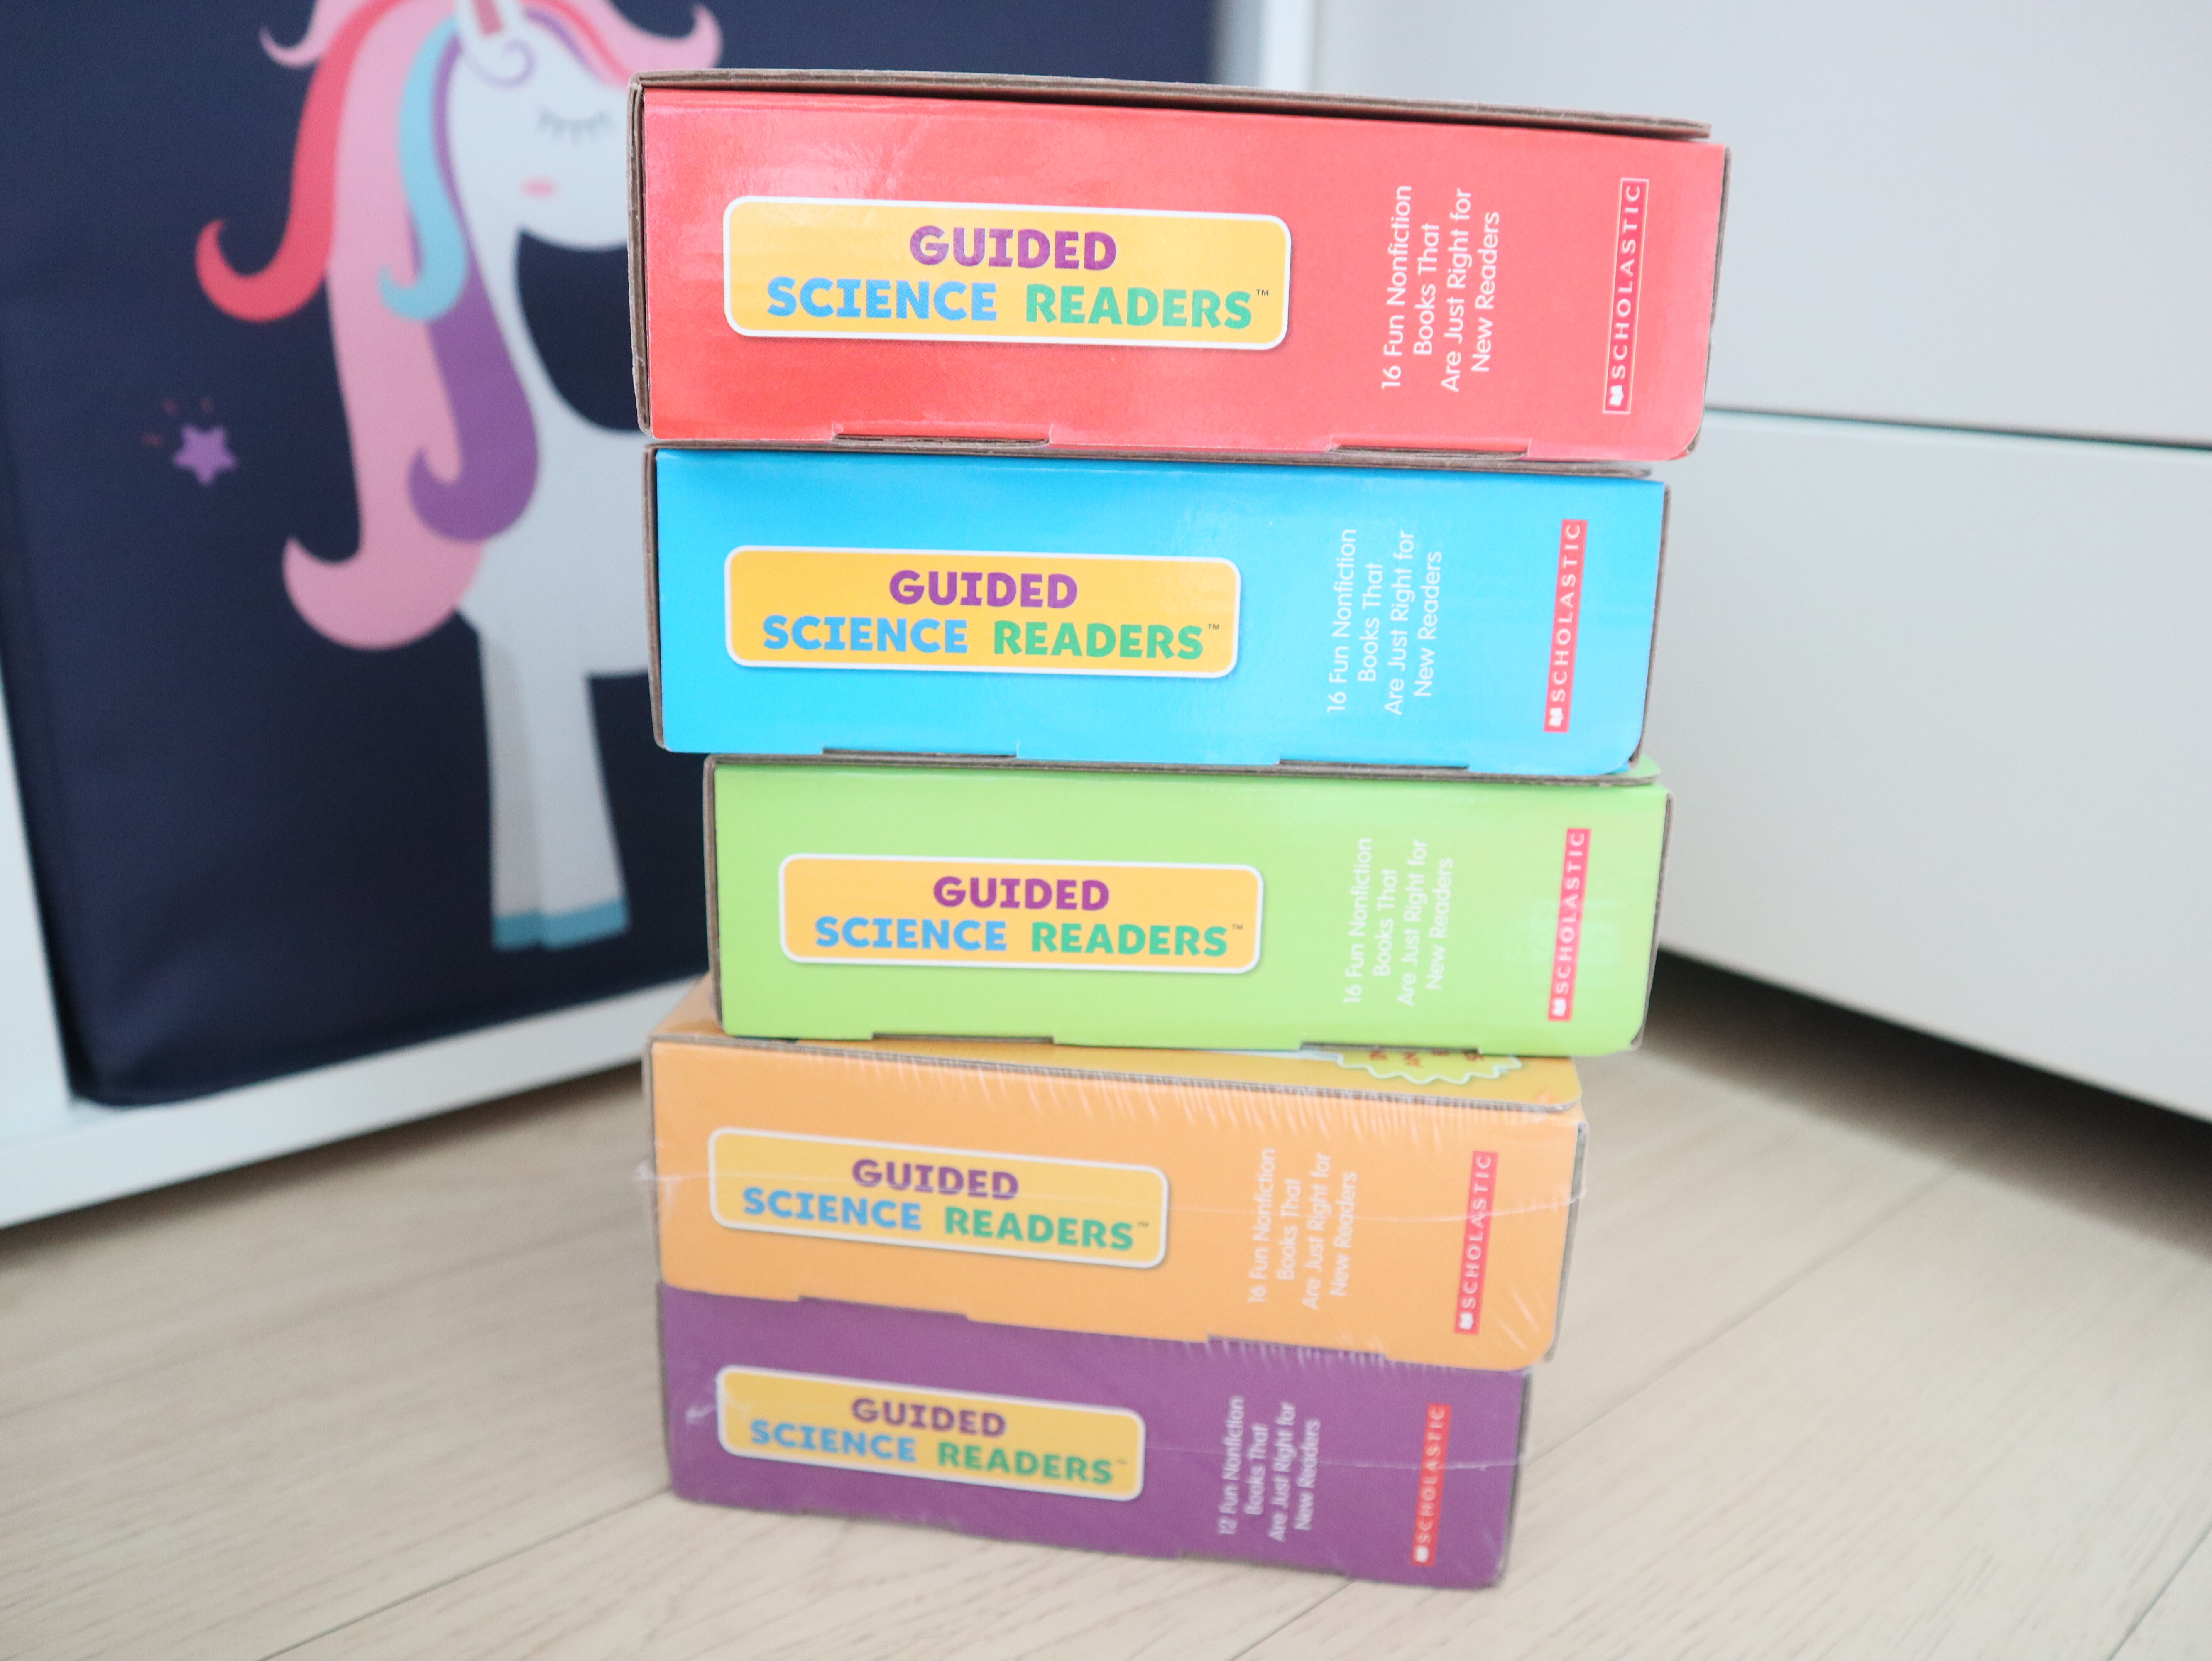 GUIDED
SCIENCE READERS™
16 Fun Nonfiction
Books That
Are Just Right for
New Readers
SCHOLASTIC
GUIDED
SCIENCE READERS™
16 Fun Nonfiction
Books That
Are Just Right for
New Readers
SCHOLASTIC
GUIDED
SCIENCE READERS™
16 Fun Nonfiction
Books That
Are Just Right for
New Readers
SCHOLASTIC
GUIDED
SCIENCE READERS™
16 Fun Nonfiction
Books That
Are Just Right for
New Readers
SCHOLASTIC
GUIDED
SCIENCE READERS™
12 Fun Nonfiction
Books That
Are Just Right for
New Readers
SCHOLASTIC